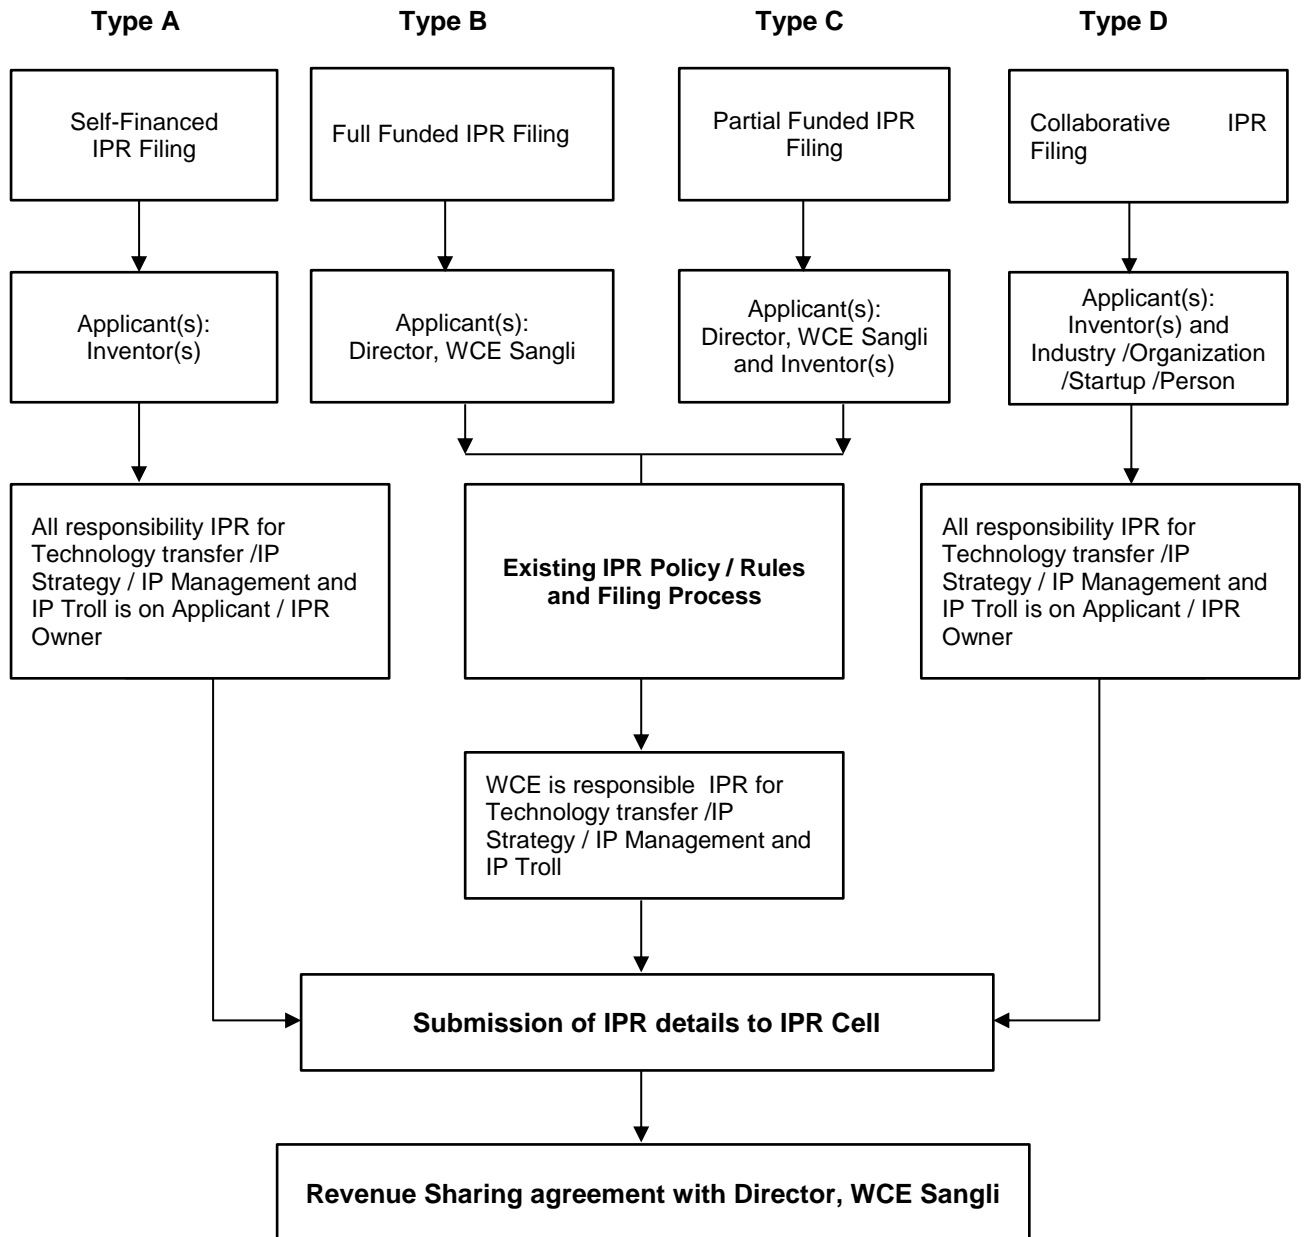 Type A
Type B
Type C
Type D
Self-Financed
IPR Filing
Full Funded IPR Filing
Partial Funded IPR
Filing
Collaborative IPR
Filing
Applicant(s):
Inventor(s)
Applicant(s):
Director, WCE Sangli
Applicant(s):
Director, WCE Sangli
and Inventor(s)
Applicant(s):
Inventor(s) and
Industry /Organization
/Startup /Person
All responsibility IPR for
Technology transfer /IP
Strategy / IP Management and
IP Troll is on Applicant / IPR
Owner
Existing IPR Policy / Rules
and Filing Process
All responsibility IPR for
Technology transfer /IP
Strategy / IP Management and
IP Troll is on Applicant / IPR
Owner
WCE is responsible  IPR for
Technology transfer /IP
Strategy / IP Management and
IP Troll
Submission of IPR details to IPR Cell
Revenue Sharing agreement with Director, WCE Sangli